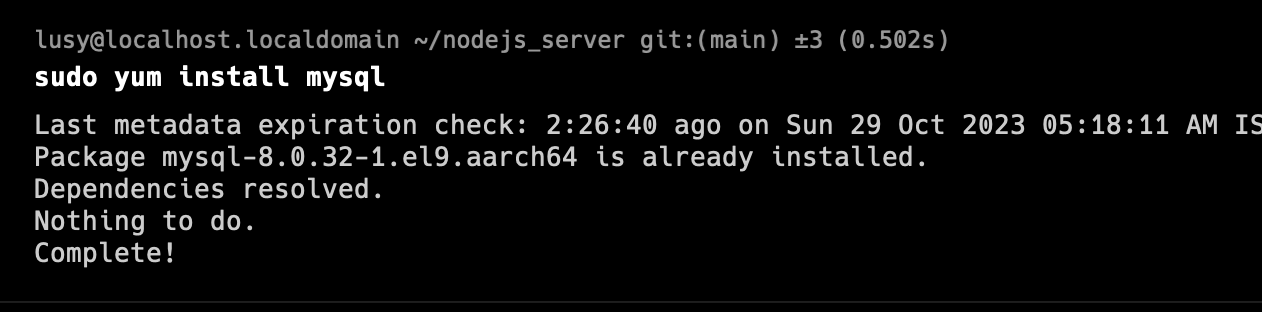 lusy@localhost.localdomain ~/nodejs_server git:(main) ±3 (0.502s)
sudo yum install mysql
Last metadata expiration check: 2:26:40 ago on Sun 29 Oct 2023 05:18:11 AM IS
Package mysql-8.0.32-1.el9.aarch64 is already installed.
Dependencies resolved.
Nothing to do.
Complete!